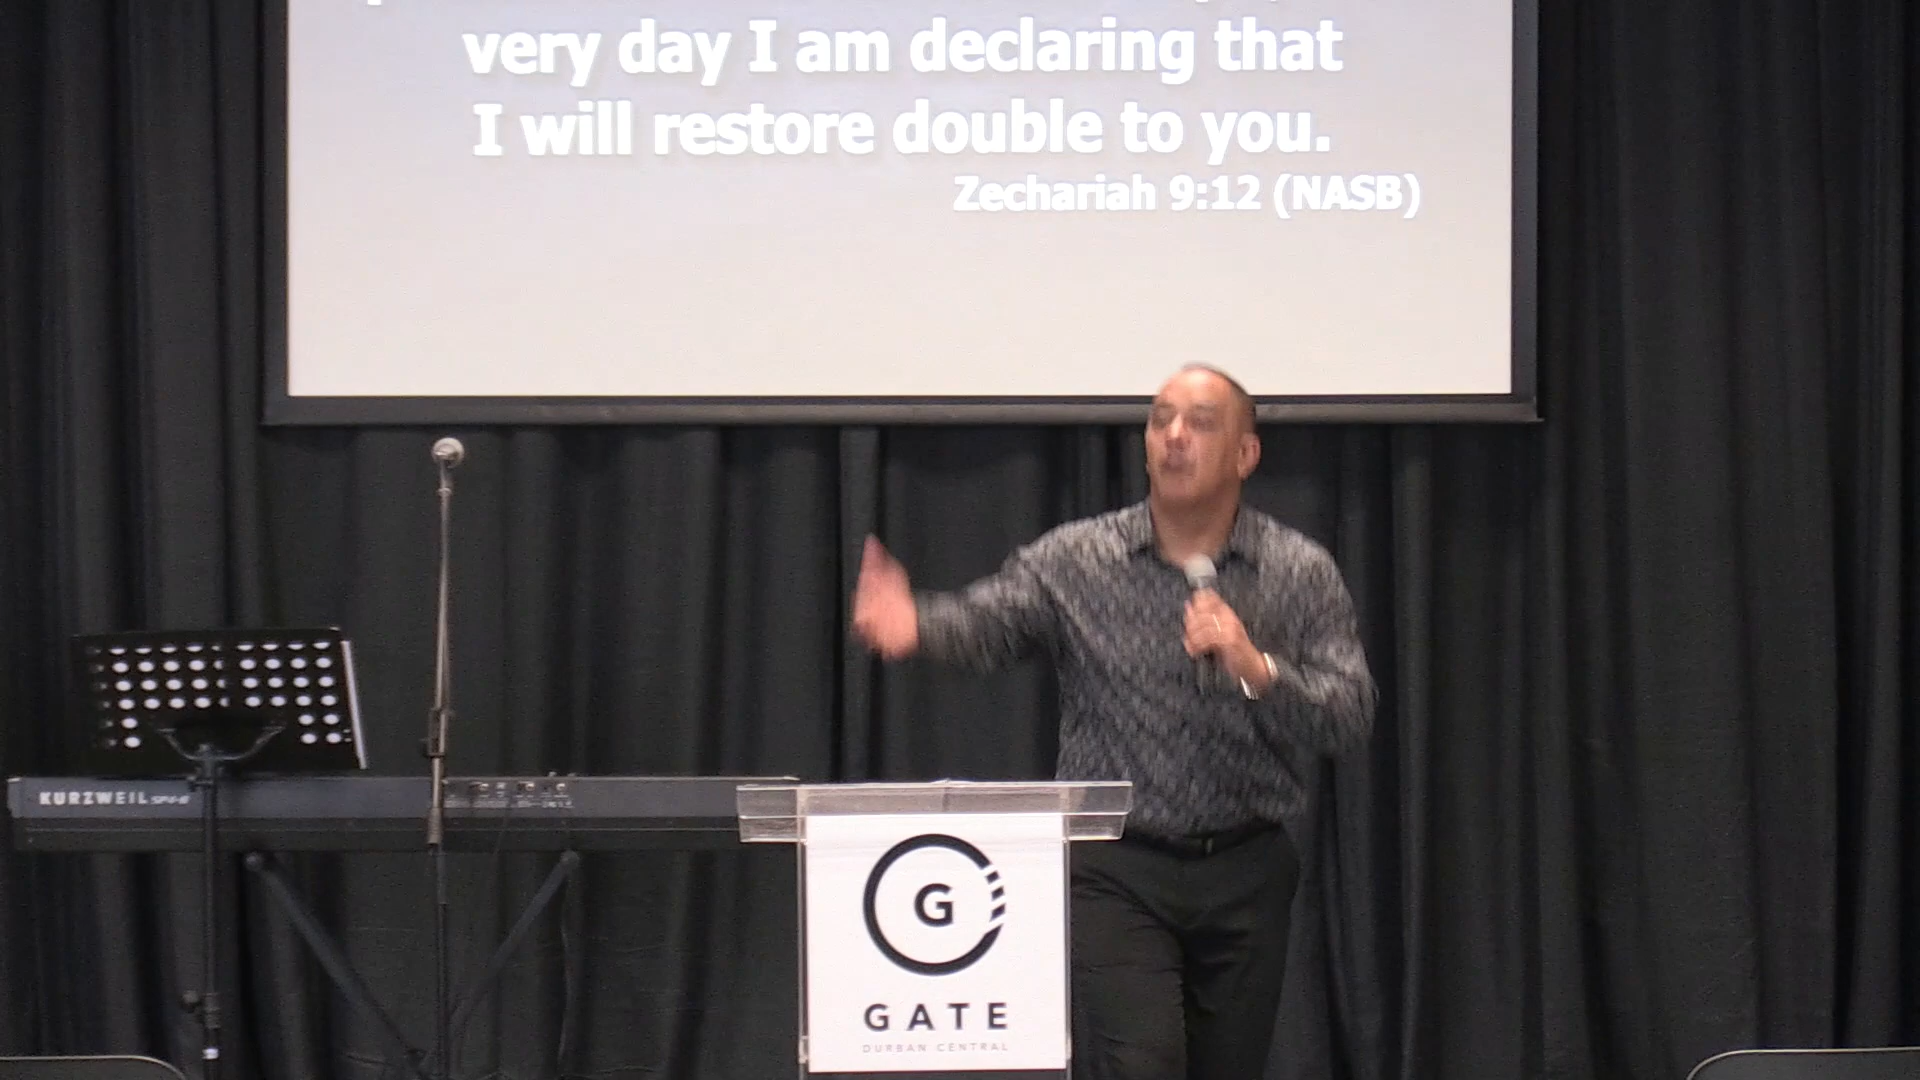 very day I am declaring that
I will restore double to you.
Zechariah 9:12 (NASB)
KURZWEIL
G
GATE
DURBAN CENTRAL